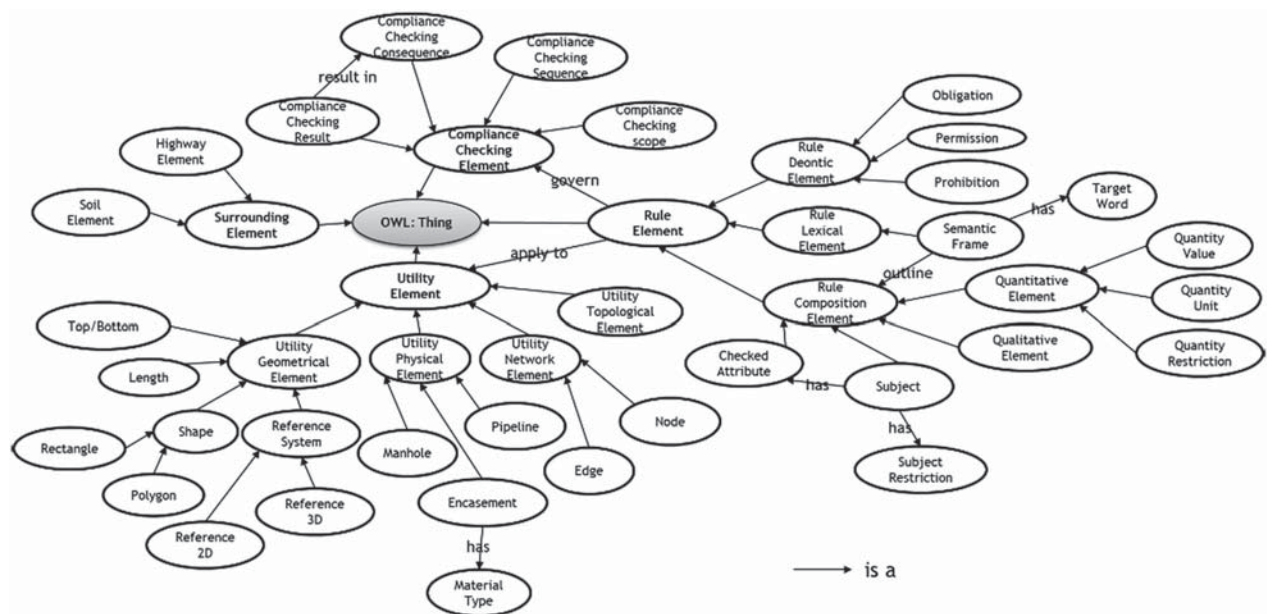 Compliance
Checking
Consequence
Compliance
Checking
Sequence
result in
Compliance
Checking
Result
Compliance
Checking
scope
Compliance
Checking
Element
Highway
Element
Soil
Element
Surrounding
Element
OWL: Thing
govern
Rule
Element
apply to
Obligation
Permission
Prohibition
Rule
Deontic
Element
Rule
Lexical
Element
Semantic
Frame
has
Target
Word
outline
Rule
Composition
Element
Quantitative
Element
Quantity
Value
Quantity
Unit
Quantity
Restriction
Qualitative
Element
Checked
Attribute
has
Subject
has
Subject
Restriction
Utility
Element
Utility
Topological
Element
Top/Bottom
Length
Utility
Geometrical
Element
Utility
Physical
Element
Utility
Network
Element
Rectangle
Shape
Polygon
Reference
System
Reference
2D
Reference
3D
Manhole
Pipeline
Node
Edge
Encasement
has
Material
Type
is a